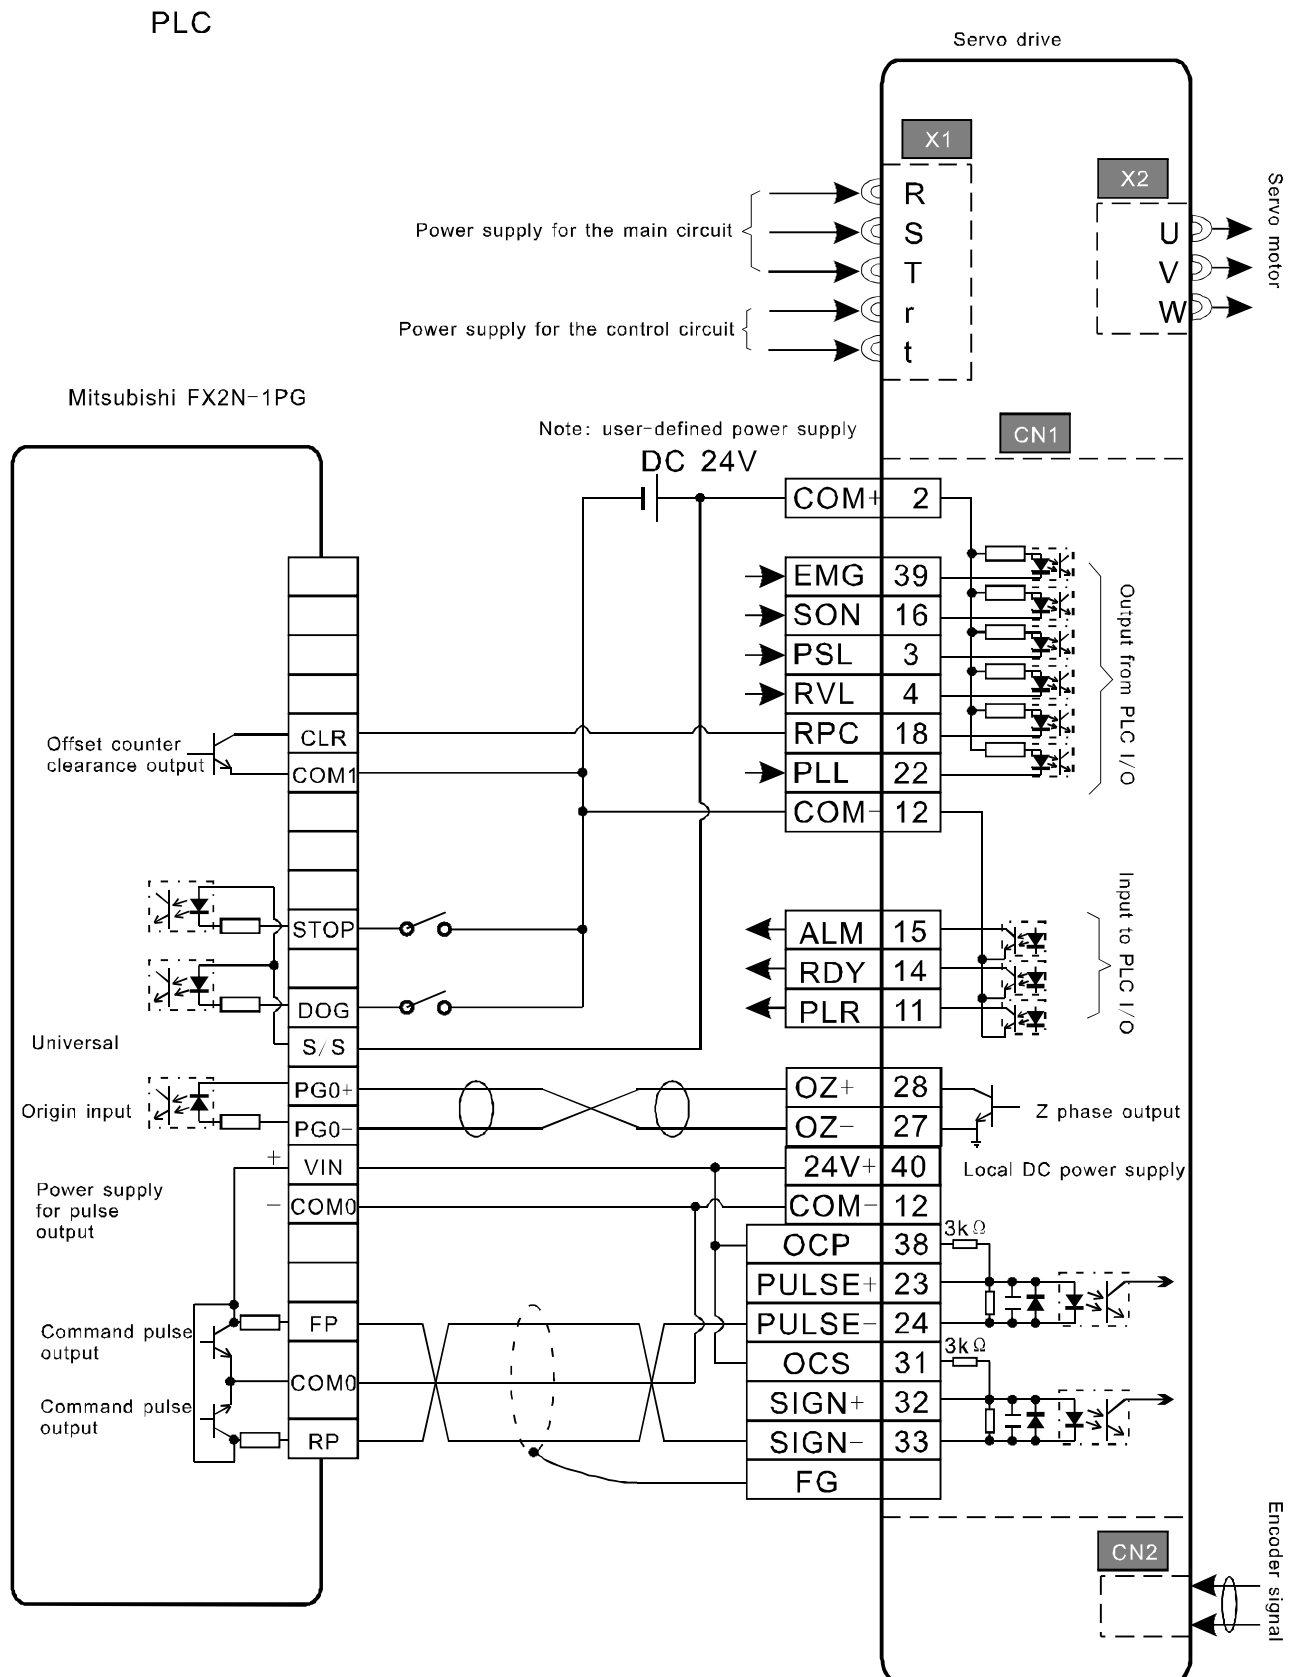 PLC
Servo drive
X1
X2
R
S
T
r
t
Power supply for the main circuit
Power supply for the control circuit
U
V
W
Servo motor
Mitsubishi FX2N-1PG
Note: user-defined power supply
DC 24V
CN1
COM+ 2
EMG 39
SON 16
PSL 3
RVL 4
RPC 18
PLL 22
COM- 12
Output from PLC I/O
CLR
COM1
Offset counter
clearance output
STOP
DOG
S/S
Universal
ALM 15
RDY 14
PLR 11
Input to PLC I/O
PG0+
PG0-
Origin input
OZ+ 28
OZ- 27
Z phase output
+ VIN
- COM0
Power supply
for pulse
output
24V+ 40
Local DC power supply
COM- 12
OCP 38 3kΩ
PULSE+ 23
PULSE- 24
OCS 31 3kΩ
SIGN+ 32
SIGN- 33
FG
FP
COM0
RP
Command pulse
output
Command pulse
output
CN2
Encoder signal